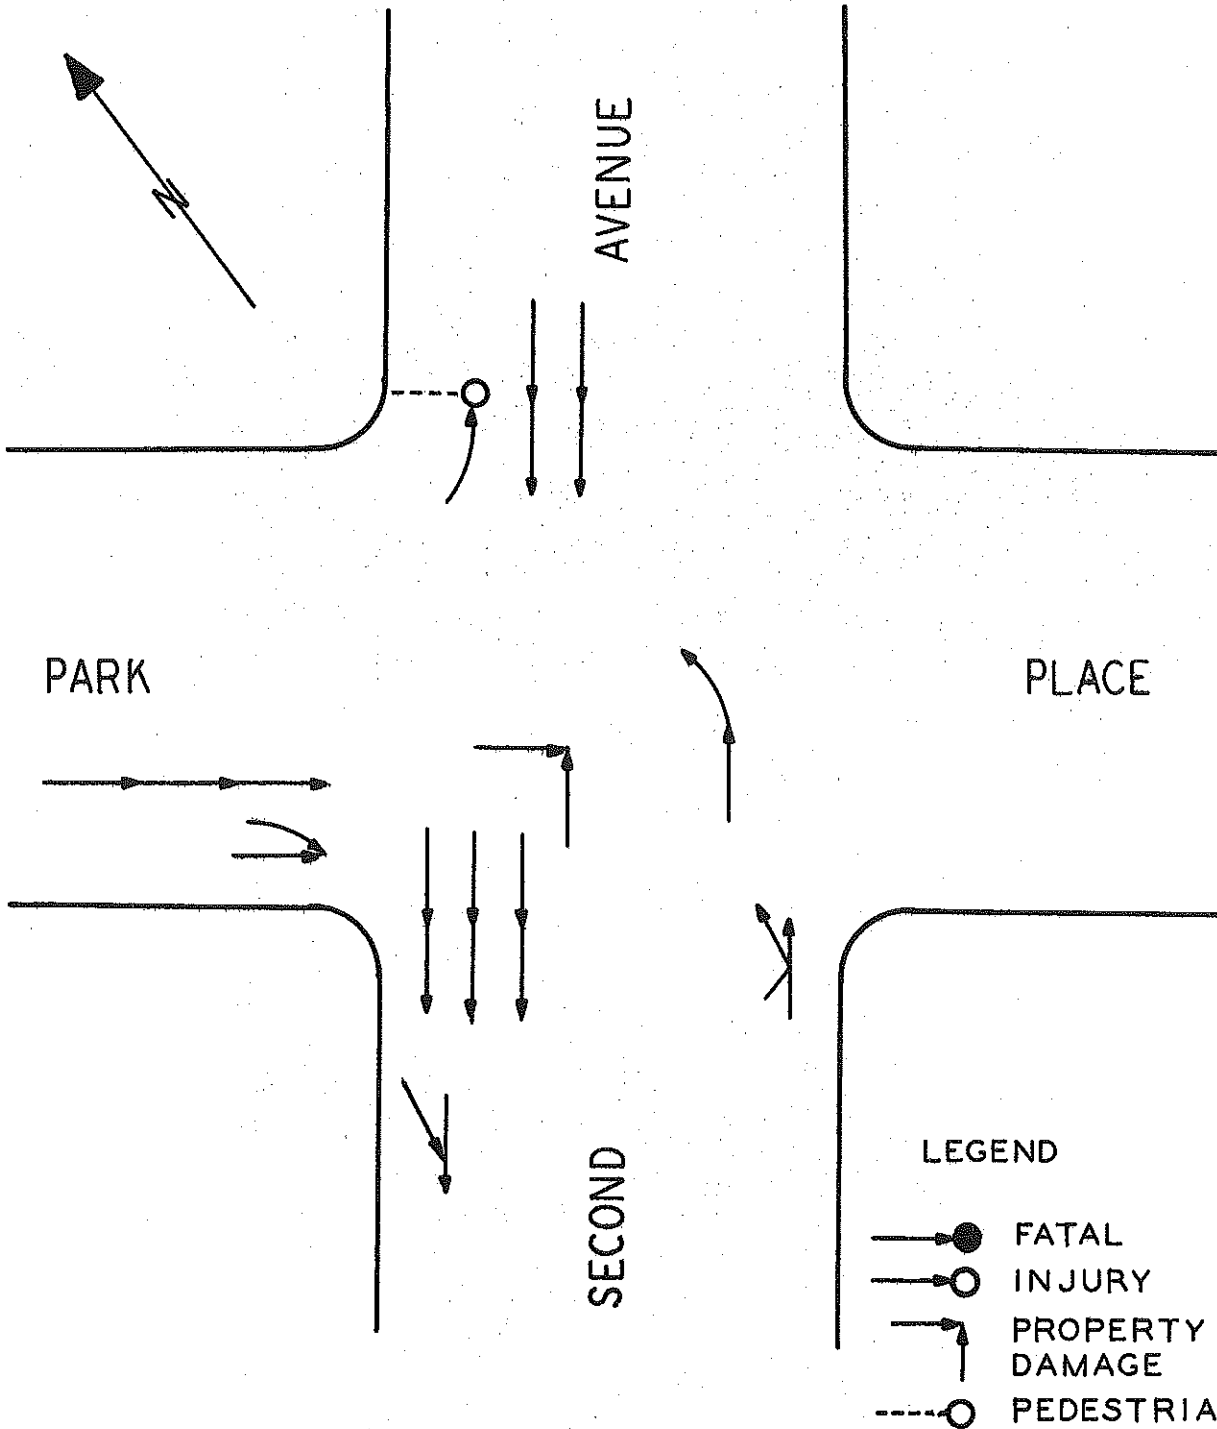 N
AVENUE
PARK
PLACE
SECOND
LEGEND
FATAL
INJURY
PROPERTY
DAMAGE
PEDESTRIA